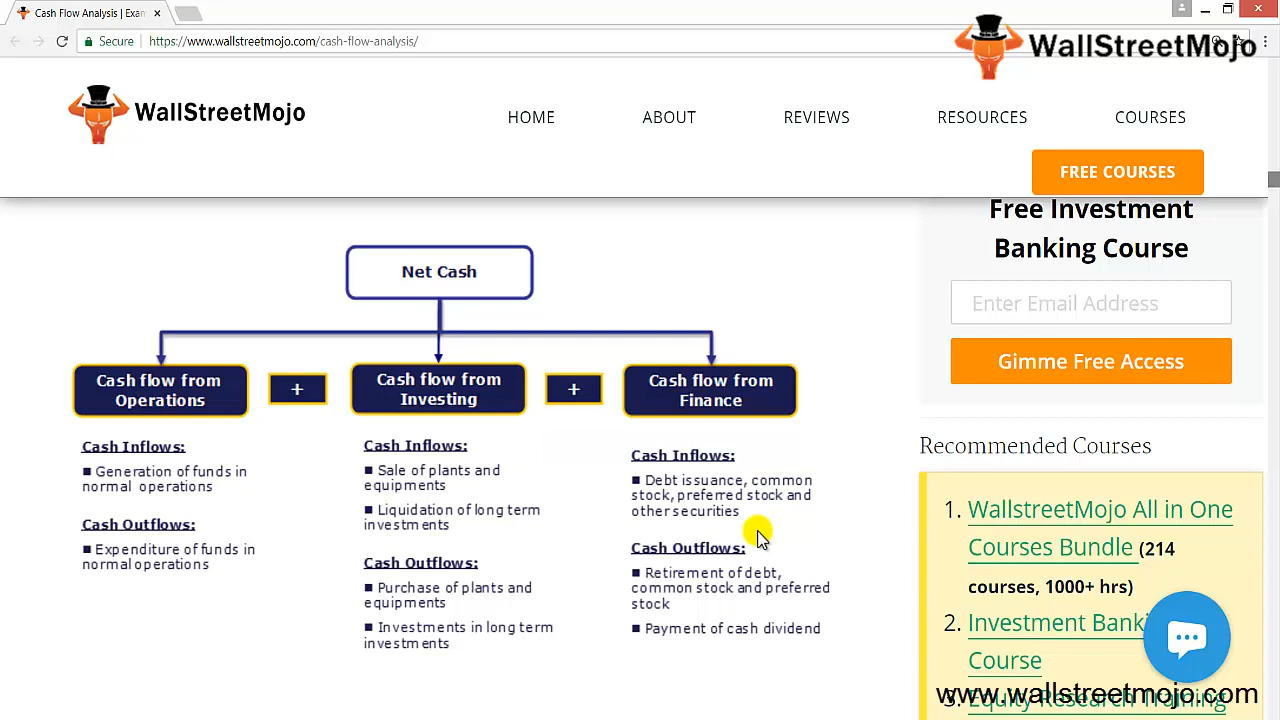 Cash Flow Analysis | Exam
Secure
https://www.wallstreetmojo.com/cash-flow-analysis/
WallStreetMojo
WallStreetMojo
HOME
ABOUT
REVIEWS
RESOURCES
COURSES
FREE COURSES
Net Cash
Cash flow from
Operations
+
Cash flow from
Investing
+
Cash flow from
Finance
Cash Inflows:
■ Generation of funds in
normal operations
Cash Outflows:
■ Expenditure of funds in
normal operations
Cash Inflows:
■ Sale of plants and
equipments
■ Liquidation of long term
investments
Cash Outflows:
■ Purchase of plants and
equipments
■ Investments in long term
investments
Cash Inflows:
■ Debt issuance, common
stock, preferred stock and
other securities
Cash Outflows:
■ Retirement of debt,
common stock and preferred
stock
■ Payment of cash dividend
Free Investment
Banking Course
Enter Email Address
Gimme Free Access
Recommended Courses
1. WallstreetMojo All in One
Courses Bundle (214
courses, 1000+ hrs)
2. Investment Banki
Course
3. Equity Research Training
www.wallstreetmojo.com